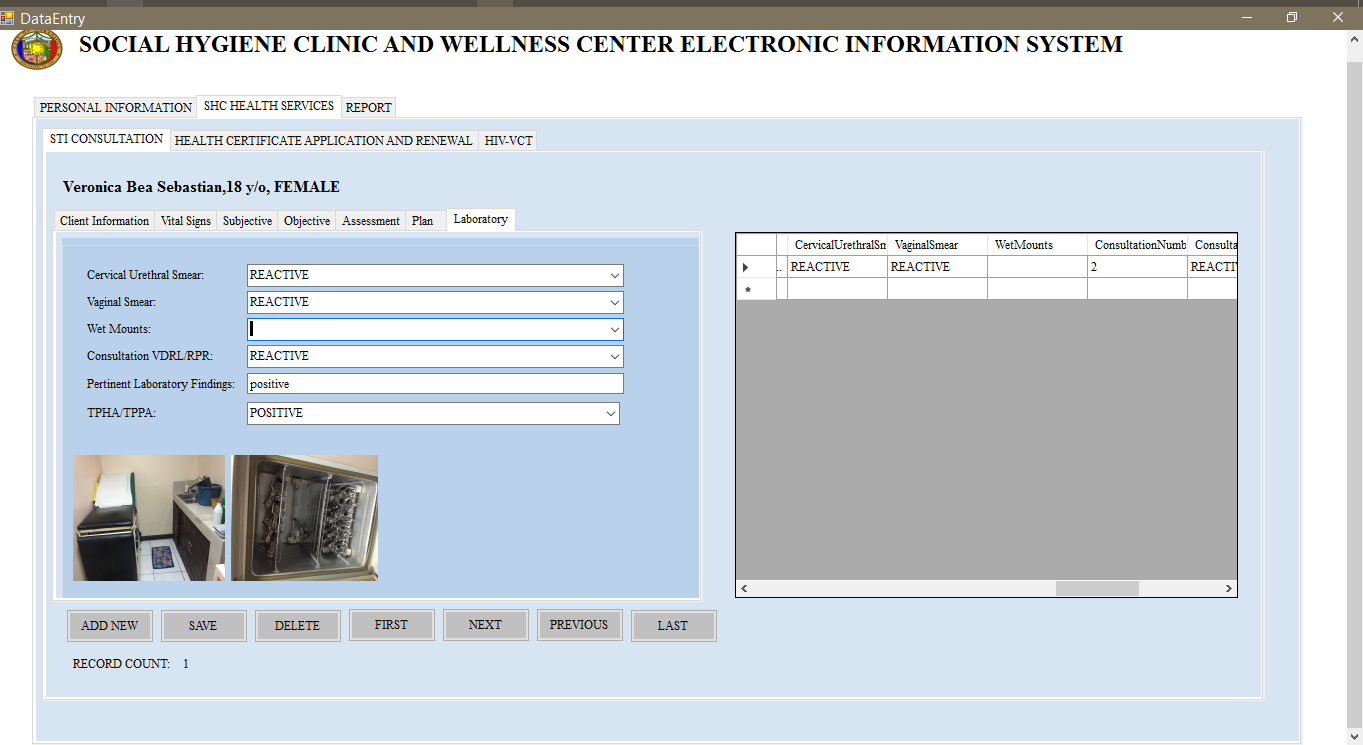 DataEntry
SOCIAL HYGIENE CLINIC AND WELLNESS CENTER ELECTRONIC INFORMATION SYSTEM
PERSONAL INFORMATION SHC HEALTH SERVICES REPORT
STI CONSULTATION HEALTH CERTIFICATE APPLICATION AND RENEWAL HIV-VCT
Veronica Bea Sebastian,18 y/o, FEMALE
Client Information Vital Signs Subjective Objective Assessment Plan Laboratory
Cervical Urethral Smear: REACTIVE
Vaginal Smear: REACTIVE
Wet Mounts:
Consultation VDRL/RPR: REACTIVE
Pertinent Laboratory Findings: positive
TPHA/TPPA: POSITIVE
CervicalUrethralSn VaginalSmear WetMounts ConsultationNumb Consulta
.. REACTIVE REACTIVE 2 REACTIV
*
ADD NEW SAVE DELETE FIRST NEXT PREVIOUS LAST
RECORD COUNT: 1